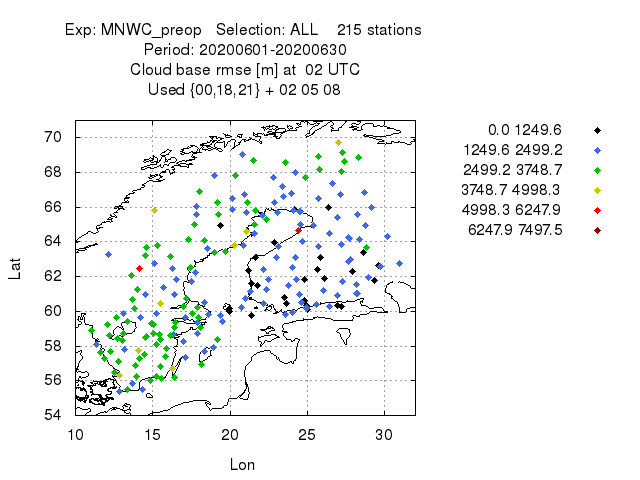 Exp: MNWC_preop Selection: ALL 215 stations
Period: 20200601-20200630
Cloud base rmse [m] at 02 UTC
Used {00,18,21} + 02 05 08
0.0 1249.6
1249.6 2499.2
2499.2 3748.7
3748.7 4998.3
4998.3 6247.9
6247.9 7497.5
70
68
66
64
62
60
58
56
54
Lat
10 15 20 25 30
Lon